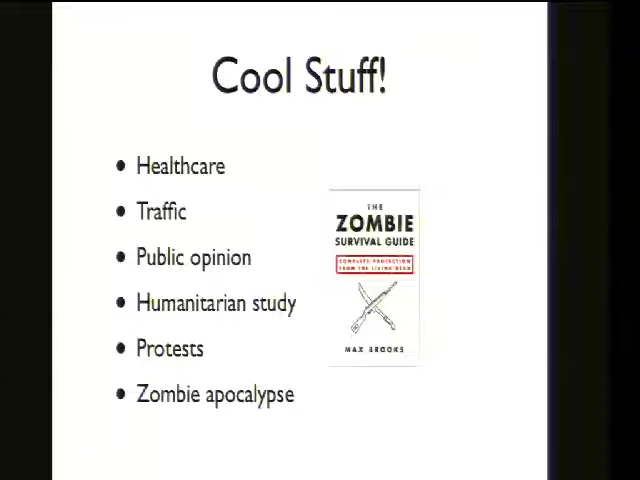 Cool Stuff!
• Healthcare
• Traffic
• Public opinion
• Humanitarian study
• Protests
• Zombie apocalypse
THE
ZOMBIE
SURVIVAL GUIDE
COMPLETE PROTECTION
FROM THE LIVING DEAD
MAX BROOKS